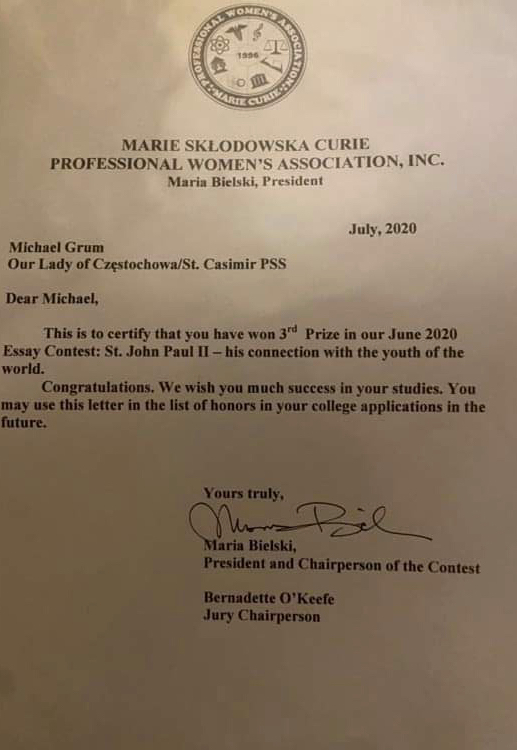 PROFESSIONAL WOMEN'S ASSOCIATION
1996
MARIE CURIE
MARIE SKŁODOWSKA CURIE
PROFESSIONAL WOMEN'S ASSOCIATION, INC.
Maria Bielski, President
July, 2020
Michael Grum
Our Lady of Częstochowa/St. Casimir PSS
Dear Michael,
This is to certify that you have won 3rd Prize in our June 2020
Essay Contest: St. John Paul II – his connection with the youth of the
world.
Congratulations. We wish you much success in your studies. You
may use this letter in the list of honors in your college applications in the
future.
Yours truly,
Maria Bielski,
President and Chairperson of the Contest
Bernadette O'Keefe
Jury Chairperson